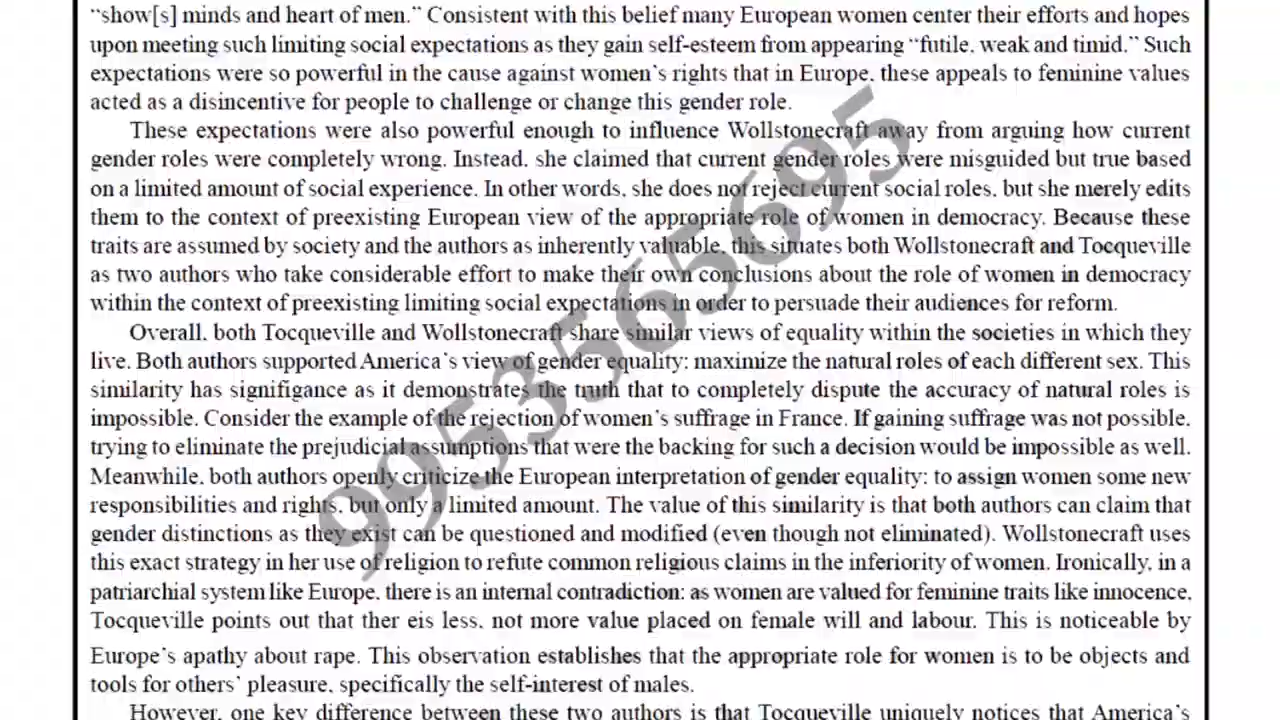 “show[s] minds and heart of men.” Consistent with this belief many European women center their efforts and hopes
upon meeting such limiting social expectations as they gain self-esteem from appearing “futile, weak and timid.” Such
expectations were so powerful in the cause against women’s rights that in Europe, these appeals to feminine values
acted as a disincentive for people to challenge or change this gender role.
These expectations were also powerful enough to influence Wollstonecraft away from arguing how current
gender roles were completely wrong. Instead, she claimed that current gender roles were misguided but true based
on a limited amount of social experience. In other words, she does not reject current social roles, but she merely edits
them to the context of preexisting European view of the appropriate role of women in democracy. Because these
traits are assumed by society and the authors as inherently valuable, this situates both Wollstonecraft and Tocqueville
as two authors who take considerable effort to make their own conclusions about the role of women in democracy
within the context of preexisting limiting social expectations in order to persuade their audiences for reform.
Overall, both Tocqueville and Wollstonecraft share similar views of equality within the societies in which they
live. Both authors supported America’s view of gender equality: maximize the natural roles of each different sex. This
similarity has signifigance as it demonstrates the truth that to completely dispute the accuracy of natural roles is
impossible. Consider the example of the rejection of women’s suffrage in France. If gaining suffrage was not possible,
trying to eliminate the prejudicial assumptions that were the backing for such a decision would be impossible as well.
Meanwhile, both authors openly criticize the European interpretation of gender equality: to assign women some new
responsibilities and rights, but only a limited amount. The value of this similarity is that both authors can claim that
gender distinctions as they exist can be questioned and modified (even though not eliminated). Wollstonecraft uses
this exact strategy in her use of religion to refute common religious claims in the inferiority of women. Ironically, in a
patriarchial system like Europe, there is an internal contradiction: as women are valued for feminine traits like innocence,
Tocqueville points out that ther eis less, not more value placed on female will and labour. This is noticeable by
Europe’s apathy about rape. This observation establishes that the appropriate role for women is to be objects and
tools for others’ pleasure, specifically the self-interest of males.
However, one key difference between these two authors is that Tocqueville uniquely notices that America’s
9953565695